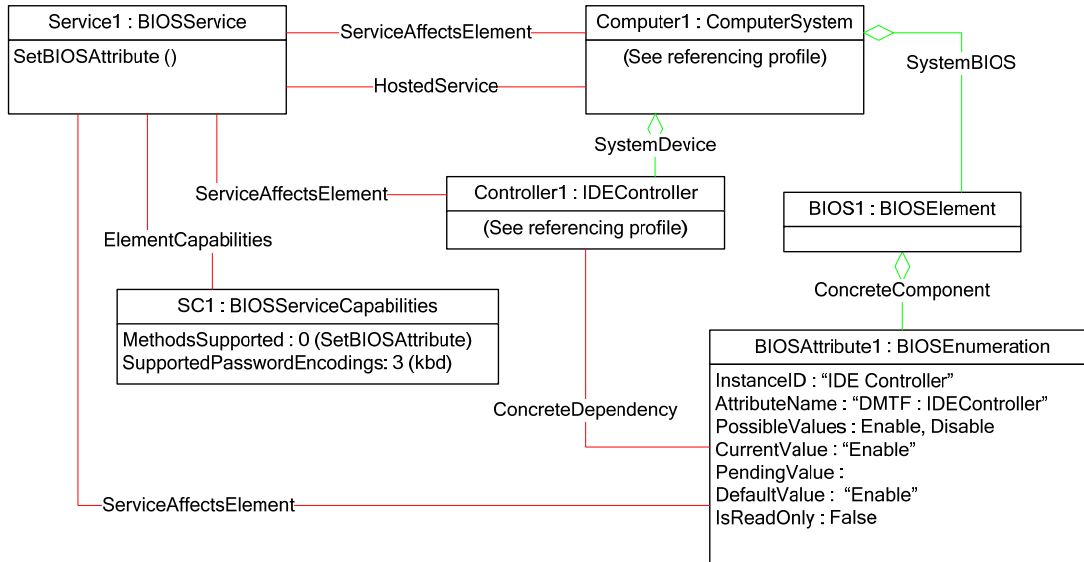 Service1 : BIOSService
SetBIOSAttribute ()
ServiceAffectsElement
HostedService
Computer1 : ComputerSystem
(See referencing profile)
SystemBIOS
SystemDevice
ServiceAffectsElement
Controller1 : IDEController
(See referencing profile)
BIOS1 : BIOSElement
ElementCapabilities
ConcreteComponent
SC1 : BIOSServiceCapabilities
MethodsSupported : 0 (SetBIOSAttribute)
SupportedPasswordEncodings: 3 (kbd)
BIOSAttribute1 : BIOSEnumeration
InstanceID : “IDE Controller”
AttributeName : “DMTF : IDEController”
PossibleValues : Enable, Disable
CurrentValue : “Enable”
PendingValue :
DefaultValue : “Enable”
IsReadOnly : False
ConcreteDependency
ServiceAffectsElement